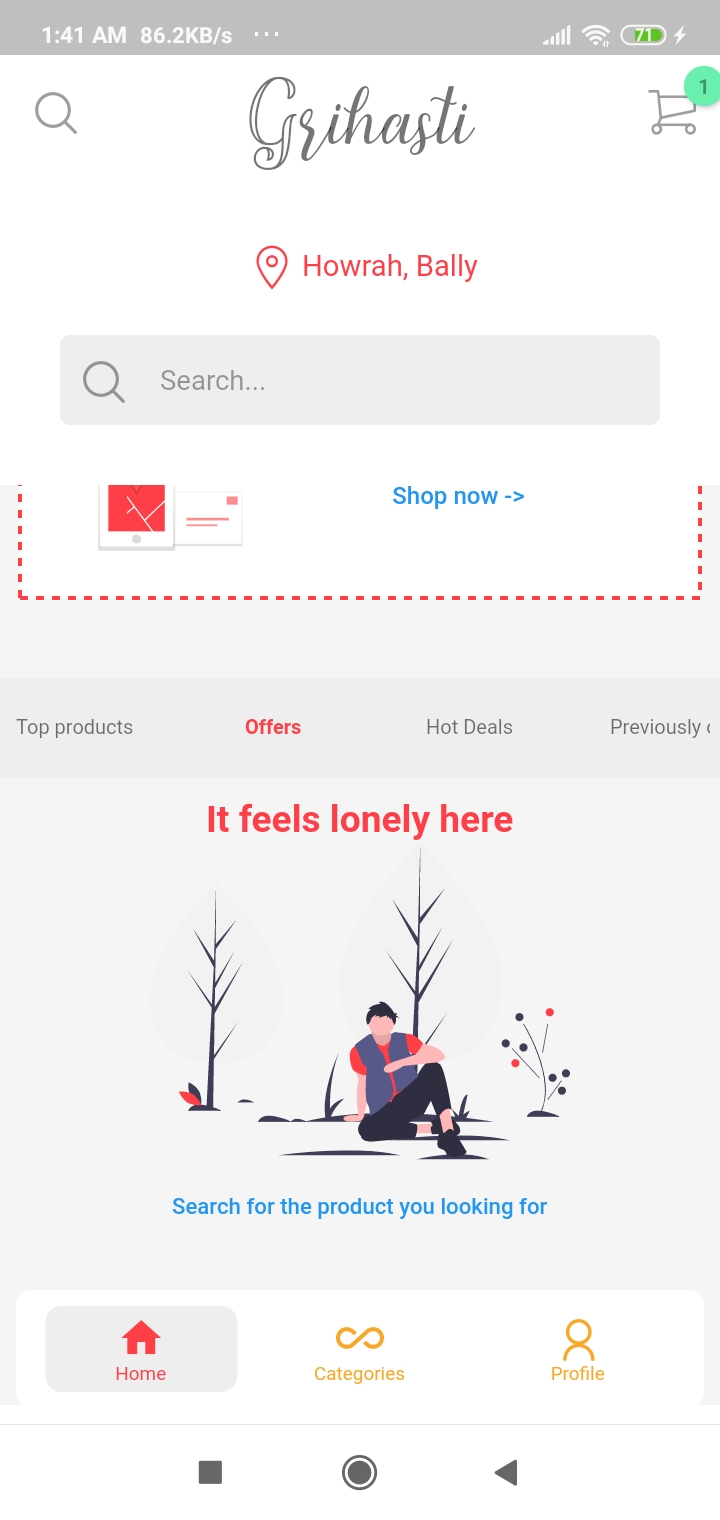 1:41 AM 86.2KB/s ...
71
1
Grihasti
Howrah, Bally
Search...
Shop now ->
Top products Offers Hot Deals Previously
It feels lonely here
Search for the product you looking for
Home Categories Profile